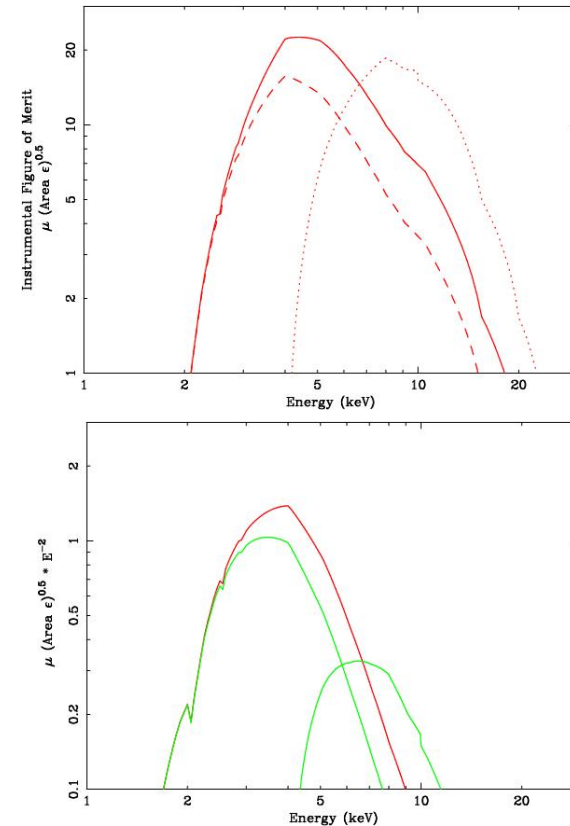 Instrumental Figure of Merit
μ (Area ε)^0.5
20
10
5
2
1
1 2 5 10 20
Energy (keV)
μ (Area ε)^0.5 * E^-2
2
1
0.5
0.2
0.1
1 2 5 10 20
Energy (keV)